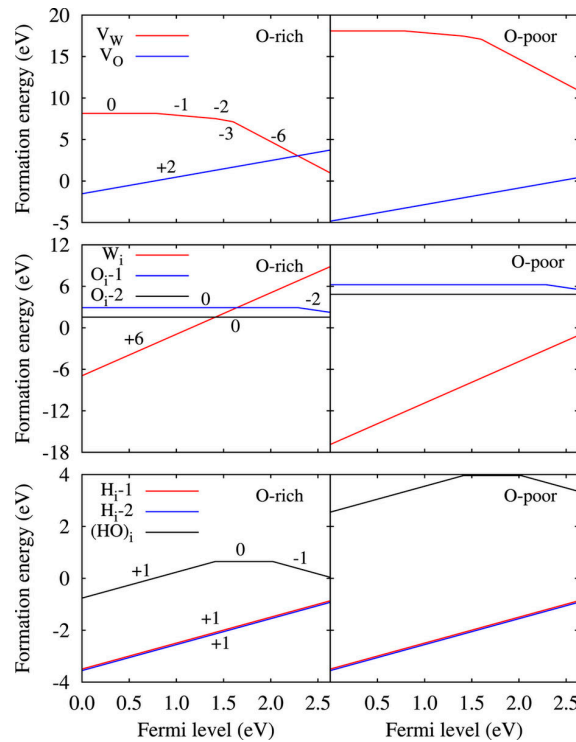 Formation energy (eV)
20
15
10
5
0
-5
V_W
V_O
O-rich
0
-1
-2
-3
-6
+2
O-poor
Formation energy (eV)
12
6
0
-6
-12
-18
W_i
O_i-1
O_i-2
O-rich
0
-2
0
+6
O-poor
Formation energy (eV)
4
2
0
-2
-4
H_i-1
H_i-2
(HO)_i
O-rich
+1
0
-1
+1
+1
O-poor
0.0 0.5 1.0 1.5 2.0 2.5
0.5 1.0 1.5 2.0 2.5
Fermi level (eV)
Fermi level (eV)